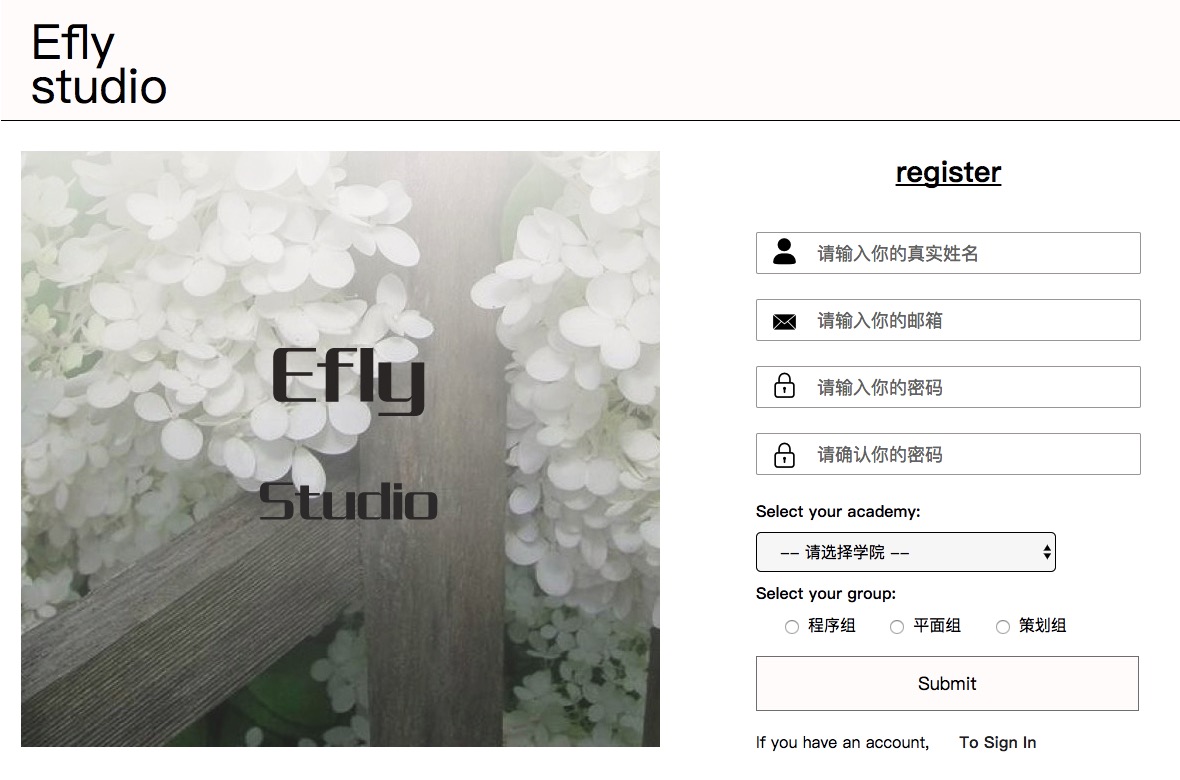 Efly
studio
Efly
Studio
register
请输入你的真实姓名
请输入你的邮箱
请输入你的密码
请确认你的密码
Select your academy:
-- 请选择学院 --
Select your group:
程序组 平面组 策划组
Submit
If you have an account, To Sign In